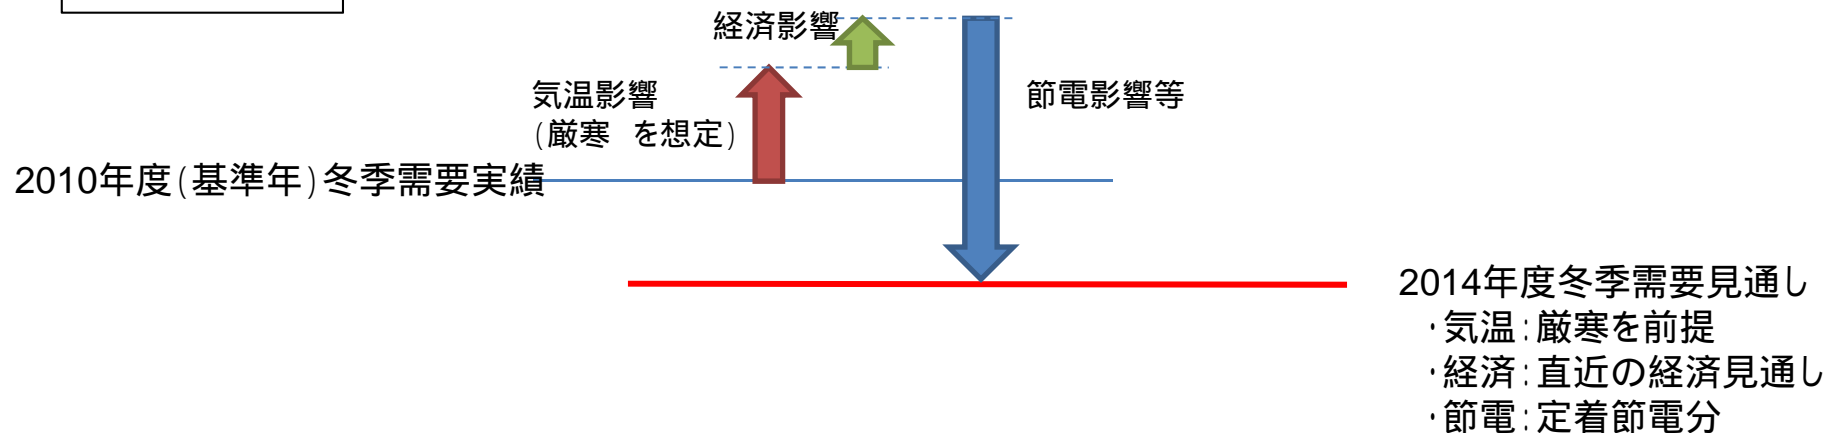 経済影響
気温影響
(厳寒 を想定)
節電影響等
2010年度(基準年)冬季需要実績
2014年度冬季需要見通し
・気温:厳寒を前提
・経済:直近の経済見通し
・節電:定着節電分